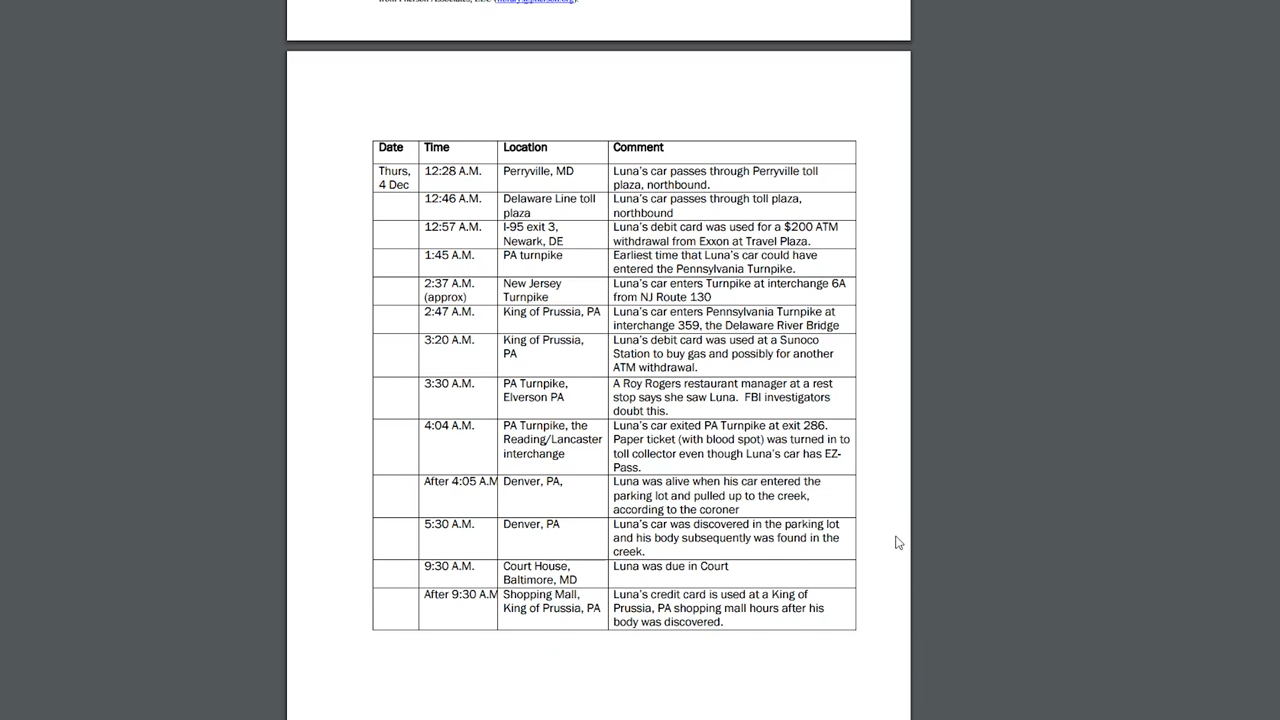 from Pherson Associates, LLC (library@pherson.org).
Date Time Location Comment
Thurs, 12:28 A.M. Perryville, MD Luna's car passes through Perryville toll
4 Dec plaza, northbound.
12:46 A.M. Delaware Line toll Luna's car passes through toll plaza,
plaza northbound
12:57 A.M. I-95 exit 3, Luna's debit card was used for a $200 ATM
Newark, DE withdrawal from Exxon at Travel Plaza.
1:45 A.M. PA turnpike Earliest time that Luna's car could have
entered the Pennsylvania Turnpike.
2:37 A.M. New Jersey Luna's car enters Turnpike at interchange 6A
(approx) Turnpike from NJ Route 130
2:47 A.M. King of Prussia, PA Luna's car enters Pennsylvania Turnpike at
interchange 359, the Delaware River Bridge
3:20 A.M. King of Prussia, Luna's debit card was used at a Sunoco
PA Station to buy gas and possibly for another
ATM withdrawal.
3:30 A.M. PA Turnpike, A Roy Rogers restaurant manager at a rest
Elverson PA stop says she saw Luna. FBI investigators
doubt this.
4:04 A.M. PA Turnpike, the Luna's car exited PA Turnpike at exit 286.
Reading/Lancaster Paper ticket (with blood spot) was turned in to
interchange toll collector even though Luna's car has EZ-
Pass.
After 4:05 A.M Denver, PA, Luna was alive when his car entered the
parking lot and pulled up to the creek,
according to the coroner
5:30 A.M. Denver, PA Luna's car was discovered in the parking lot
and his body subsequently was found in the
creek.
9:30 A.M. Court House, Luna was due in Court
Baltimore, MD
After 9:30 A.M Shopping Mall, Luna's credit card is used at a King of
King of Prussia, PA Prussia, PA shopping mall hours after his
body was discovered.